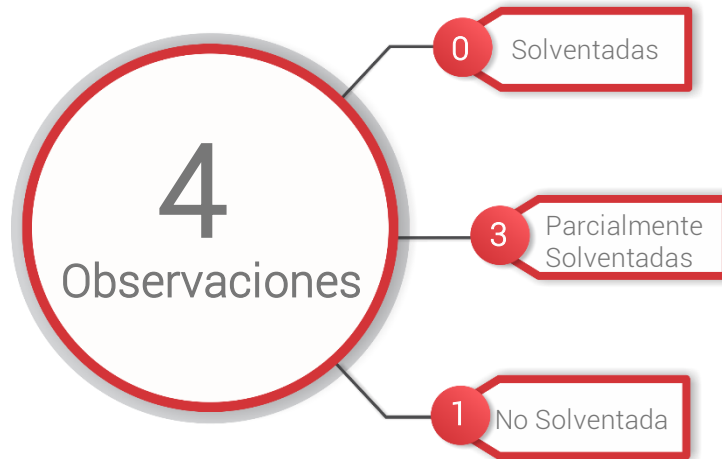 4
Observaciones
0
Solventadas
3
Parcialmente
Solventadas
1
No Solventada